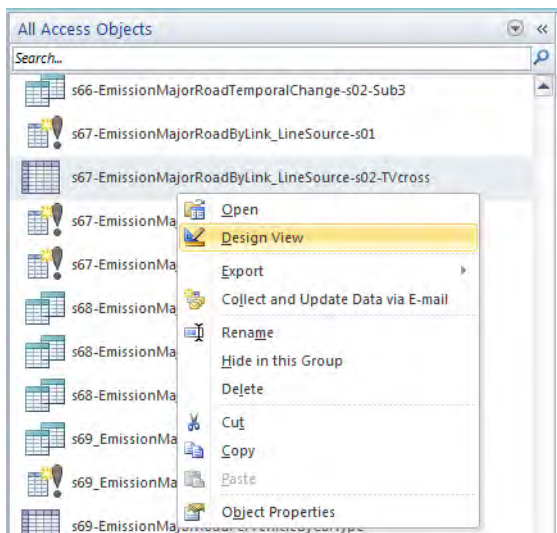 All Access Objects
Search...
s66-EmissionMajorRoadTemporalChange-s02-Sub3
s67-EmissionMajorRoadByLink_LineSource-s01
s67-EmissionMajorRoadByLink_LineSource-s02-TVcross
s67-EmissionMa
s67-EmissionMa
s68-EmissionMa
s68-EmissionMa
s68-EmissionMa
s69_EmissionMa
s69_EmissionMa
s69-EmissionMa
Open
Design View
Export
Collect and Update Data via E-mail
Rename
Hide in this Group
Delete
Cut
Copy
Paste
Object Properties